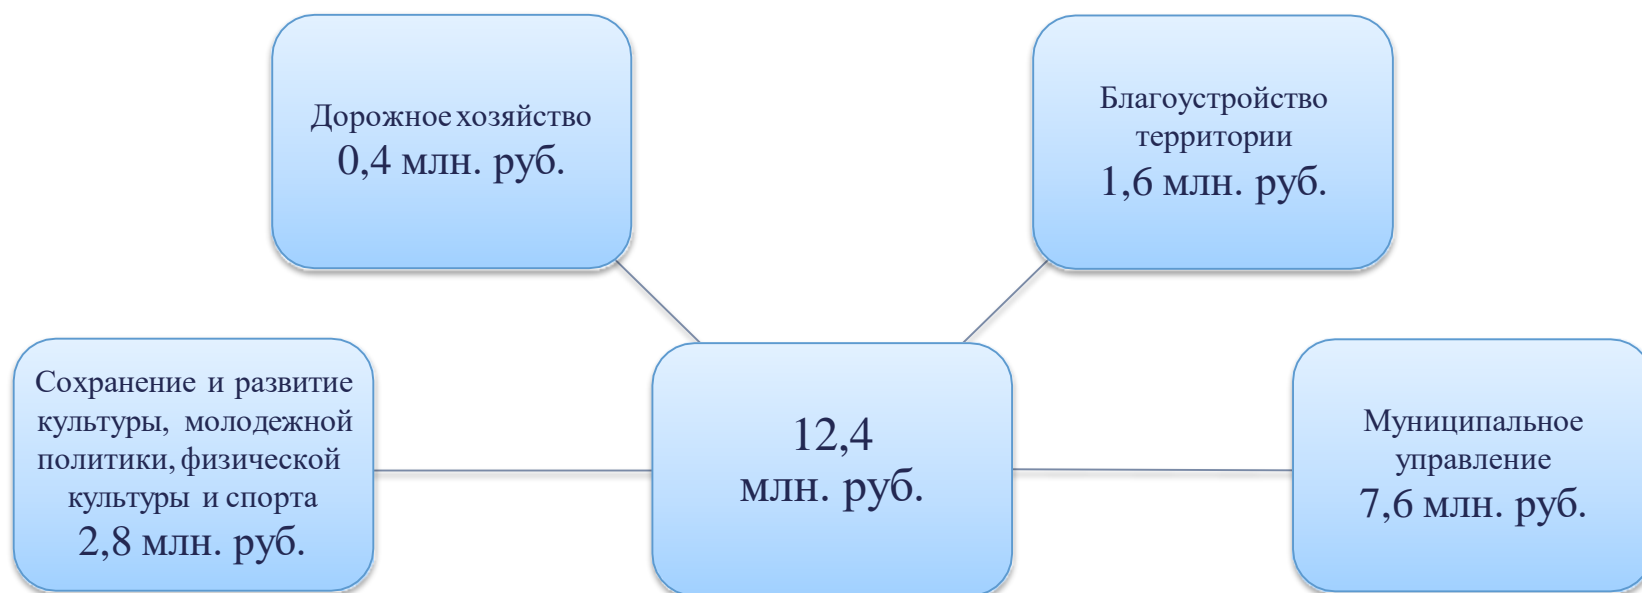 Дорожное хозяйство
0,4 млн. руб.
Благоустройство
территории
1,6 млн. руб.
Сохранение и развитие
культуры, молодежной
политики, физической
культуры и спорта
2,8 млн. руб.
12,4
млн. руб.
Муниципальное
управление
7,6 млн. руб.